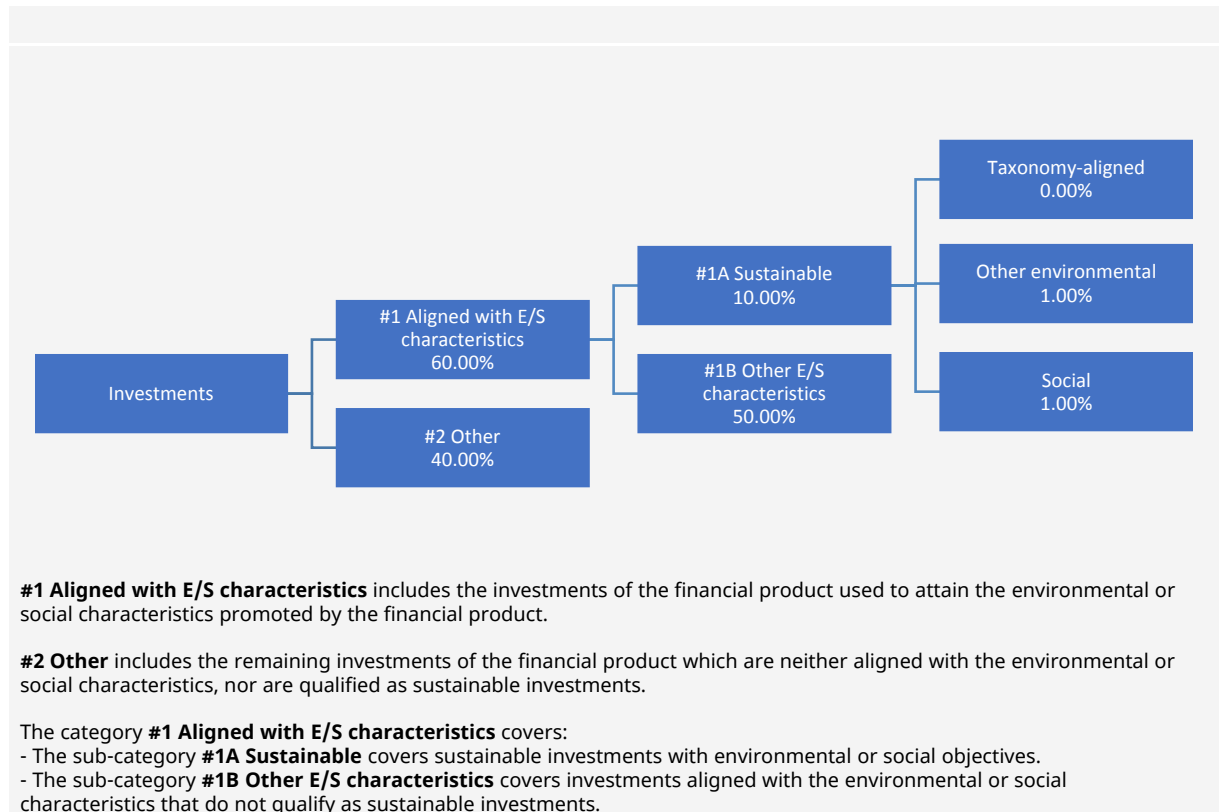 Investments
#1 Aligned with E/S
characteristics
60.00%
#2 Other
40.00%
#1A Sustainable
10.00%
#1B Other E/S
characteristics
50.00%
Taxonomy-aligned
0.00%
Other environmental
1.00%
Social
1.00%
#1 Aligned with E/S characteristics includes the investments of the financial product used to attain the environmental or
social characteristics promoted by the financial product.
#2 Other includes the remaining investments of the financial product which are neither aligned with the environmental or
social characteristics, nor are qualified as sustainable investments.
The category #1 Aligned with E/S characteristics covers:
- The sub-category #1A Sustainable covers sustainable investments with environmental or social objectives.
- The sub-category #1B Other E/S characteristics covers investments aligned with the environmental or social
characteristics that do not qualify as sustainable investments.